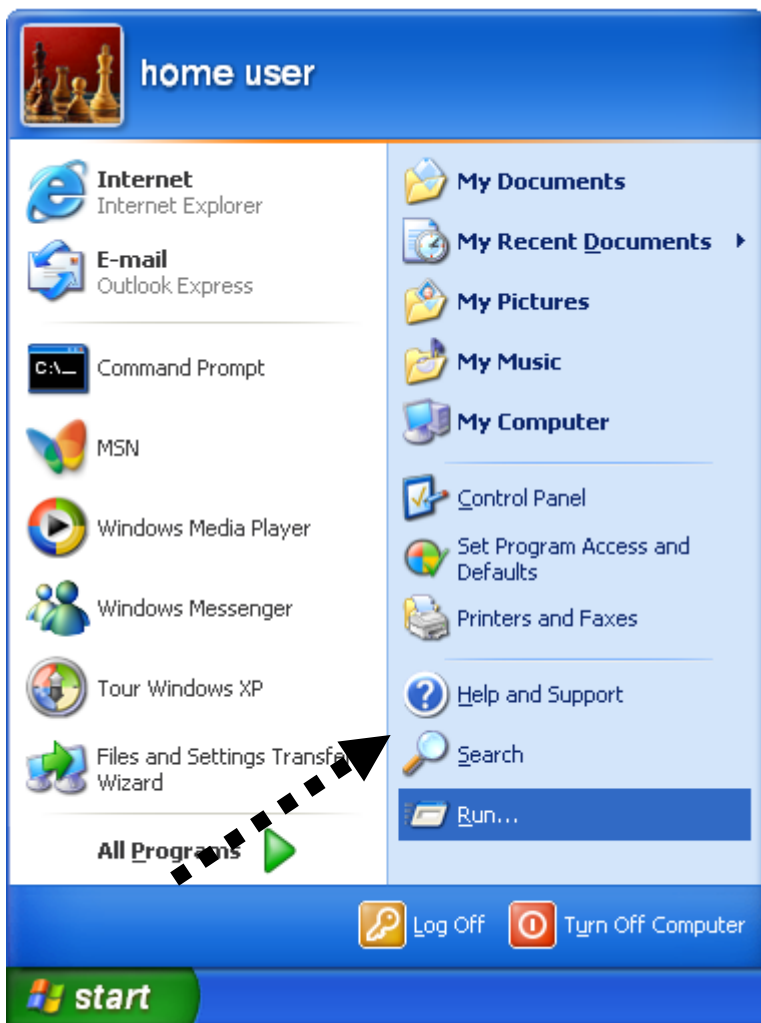 home user
Internet
Internet Explorer
E-mail
Outlook Express
C:\_
Command Prompt
MSN
Windows Media Player
Windows Messenger
Tour Windows XP
Files and Settings Transfer
Wizard
All Programs
My Documents
My Recent Documents
My Pictures
My Music
My Computer
Control Panel
Set Program Access and
Defaults
Printers and Faxes
Help and Support
Search
Run...
Log Off
Turn Off Computer
start